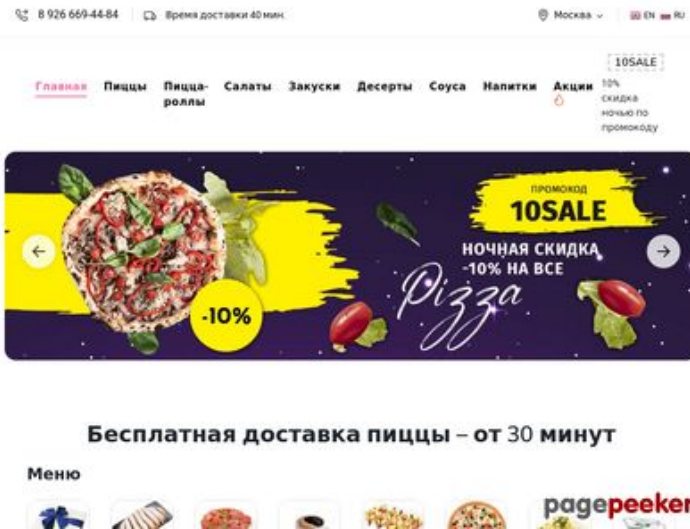 8 926 669-44-84 Время доставки 40 мин. Москва EN RU
10SALE
Главная Пиццы Пицца-роллы Салаты Закуски Десерты Соуса Напитки Акции
10%
скидка
ночью по
промокоду
ПРОМОКОД
10SALE
НОЧНАЯ СКИДКА
-10% НА ВСЕ
Pizza
-10%
Бесплатная доставка пиццы – от 30 минут
Меню
pagepeeker